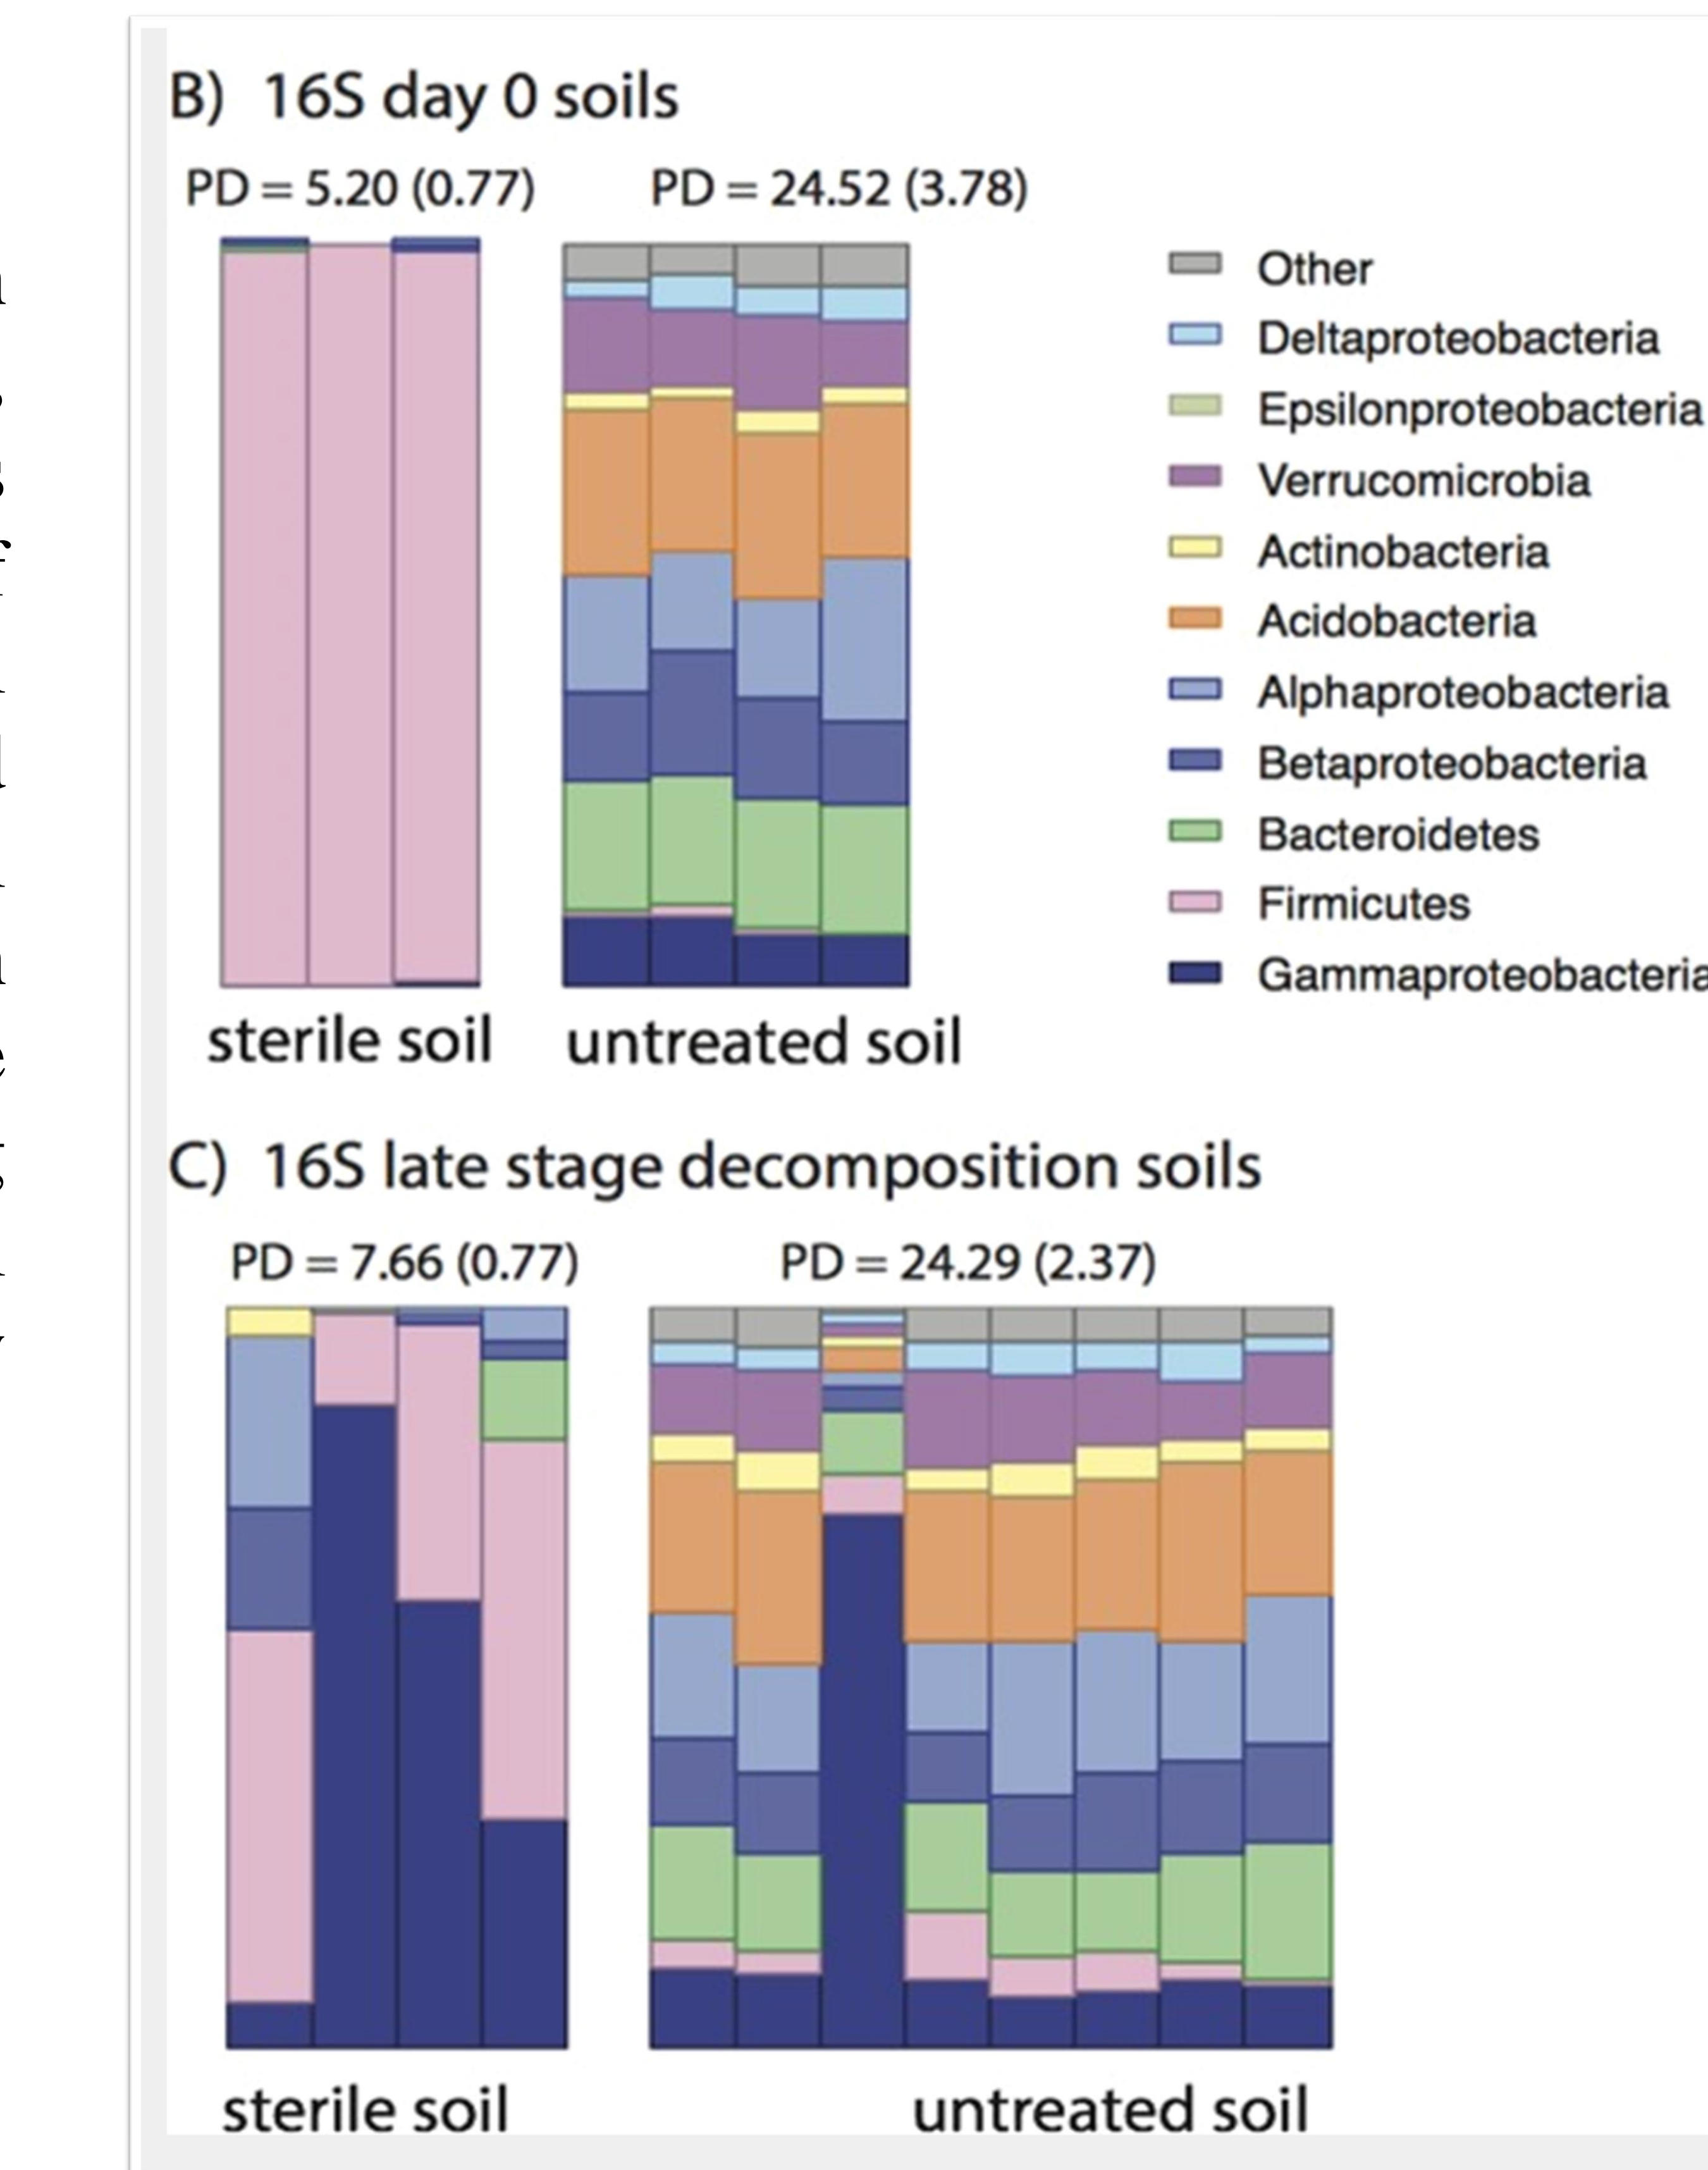 B) 16S day 0 soils
PD = 5.20 (0.77) PD = 24.52 (3.78)
Other
Deltaproteobacteria
Epsilonproteobacteria
Verrucomicrobia
Actinobacteria
Acidobacteria
Alphaproteobacteria
Betaproteobacteria
Bacteroidetes
Firmicutes
Gammaproteobacteria
sterile soil untreated soil
C) 16S late stage decomposition soils
PD = 7.66 (0.77) PD = 24.29 (2.37)
sterile soil untreated soil